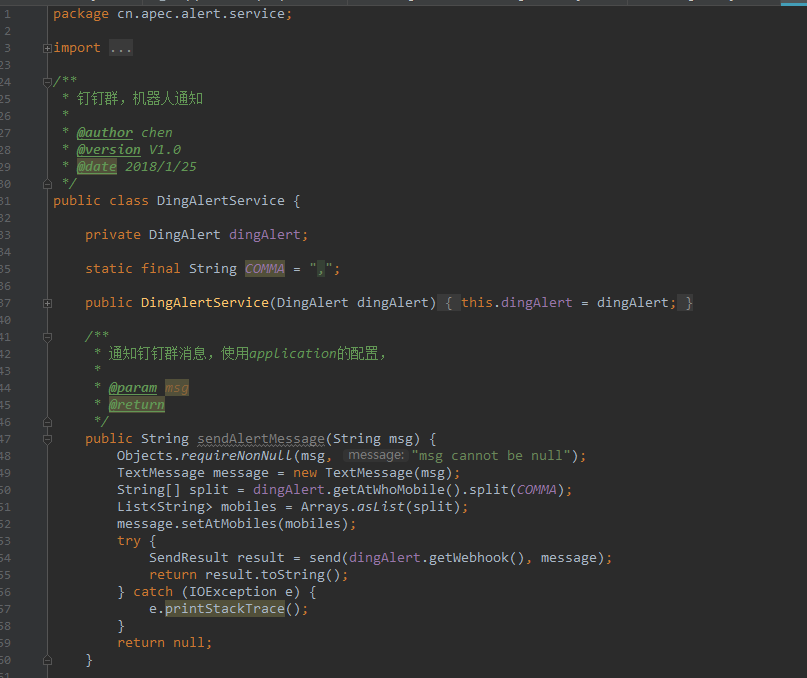 1 package cn.apec.alert.service;
2
3 import ...
23
24 /**
25 * 钉钉群，机器人通知
26 *
27 * @author chen
28 * @version V1.0
29 * @date 2018/1/25
30 */
31 public class DingAlertService {
32
33 private DingAlert dingAlert;
34
35 static final String COMMA = ",";
36
37 public DingAlertService(DingAlert dingAlert) { this.dingAlert = dingAlert; }
40
41 /**
42 * 通知钉钉群消息，使用application的配置，
43 *
44 * @param msg
45 * @return
46 */
47 public String sendAlertMessage(String msg) {
48 Objects.requireNonNull(msg, message: "msg cannot be null");
49 TextMessage message = new TextMessage(msg);
50 String[] split = dingAlert.getAtWhoMobile().split(COMMA);
51 List<String> mobiles = Arrays.asList(split);
52 message.setAtMobiles(mobiles);
53 try {
54 SendResult result = send(dingAlert.getWebhook(), message);
55 return result.toString();
56 } catch (IOException e) {
57 e.printStackTrace();
58 }
59 return null;
60 }